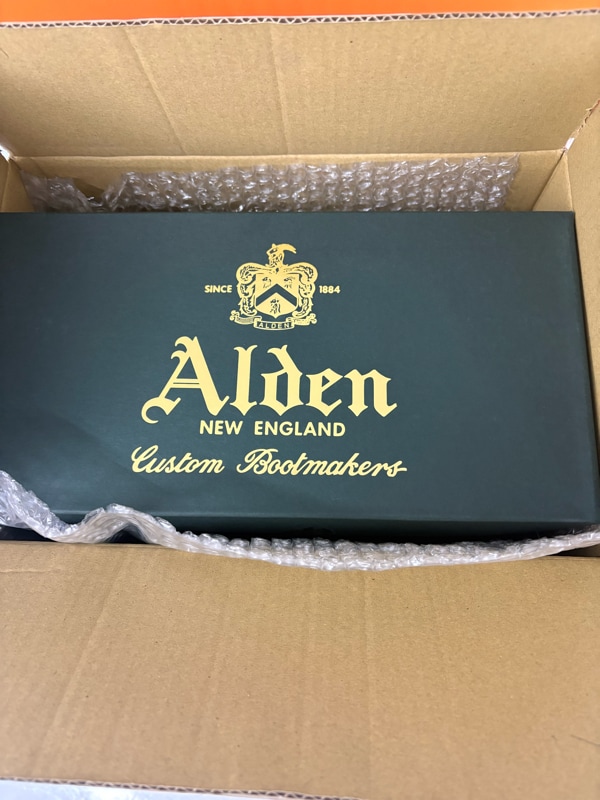 SINCE 1884
ALDEN
Alden
NEW ENGLAND
Custom Bootmakers